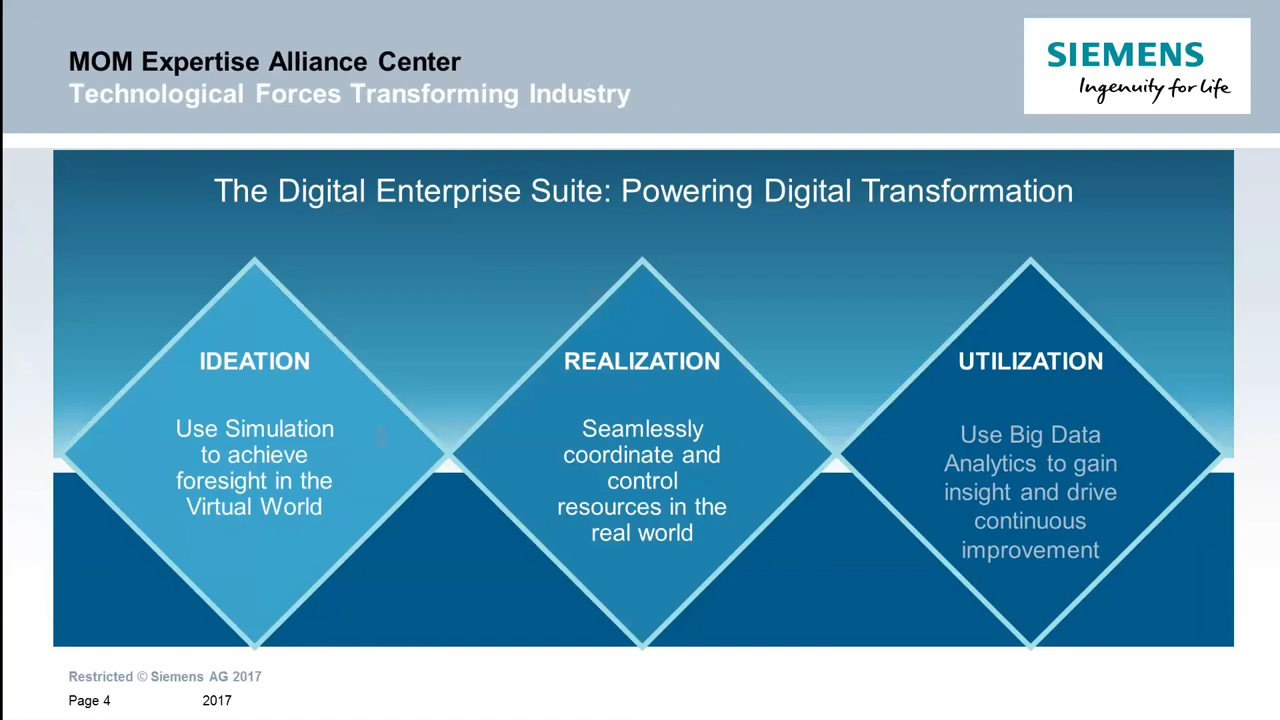 MOM Expertise Alliance Center
Technological Forces Transforming Industry
SIEMENS
Ingenuity for life
The Digital Enterprise Suite: Powering Digital Transformation
IDEATION
Use Simulation
to achieve
foresight in the
Virtual World
REALIZATION
Seamlessly
coordinate and
control
resources in the
real world
UTILIZATION
Use Big Data
Analytics to gain
insight and drive
continuous
improvement
Restricted © Siemens AG 2017
Page 4 2017